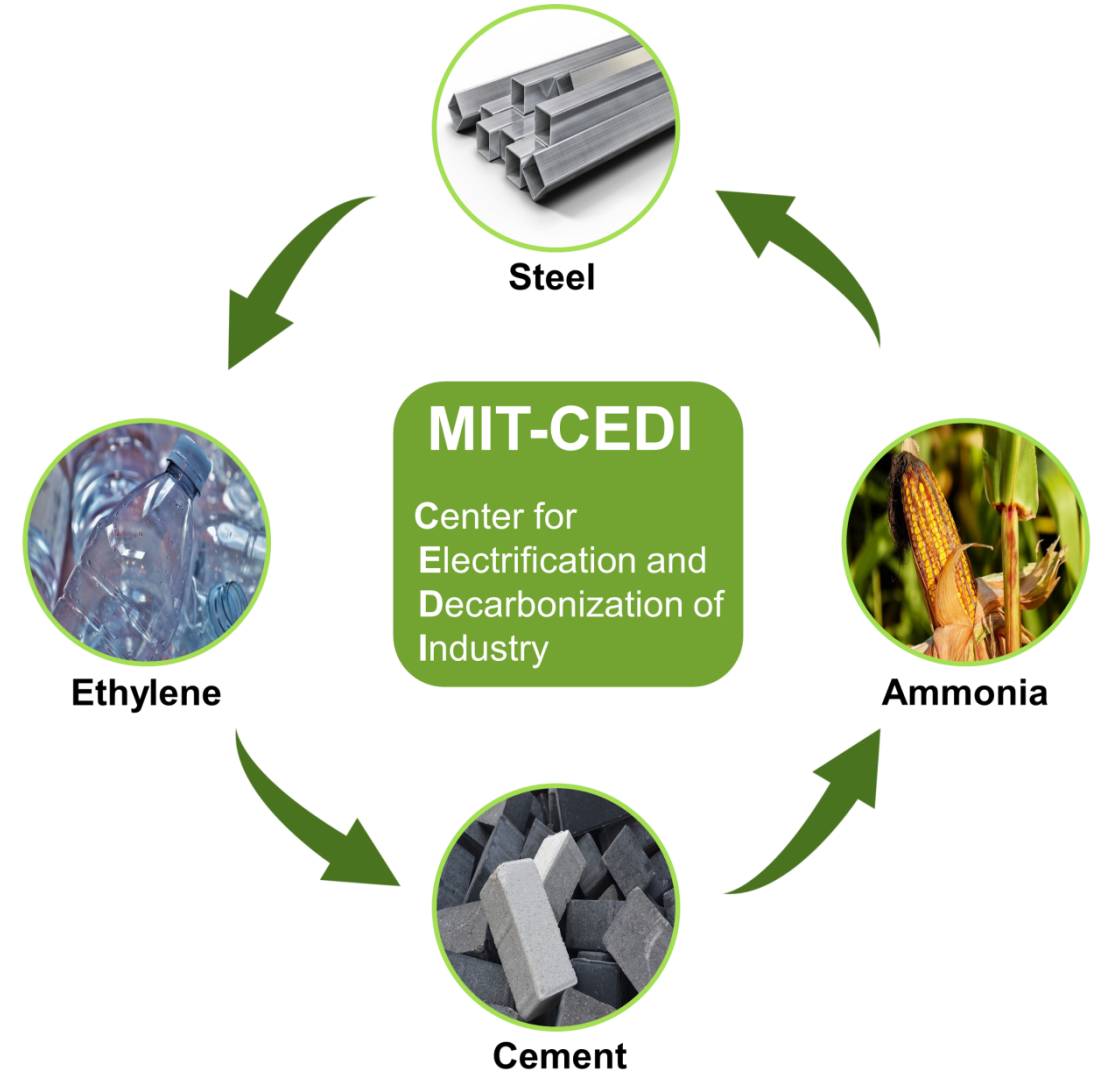 Steel
MIT-CEDI
Center for
Electrification and
Decarbonization of
Industry
Ethylene
Ammonia
Cement